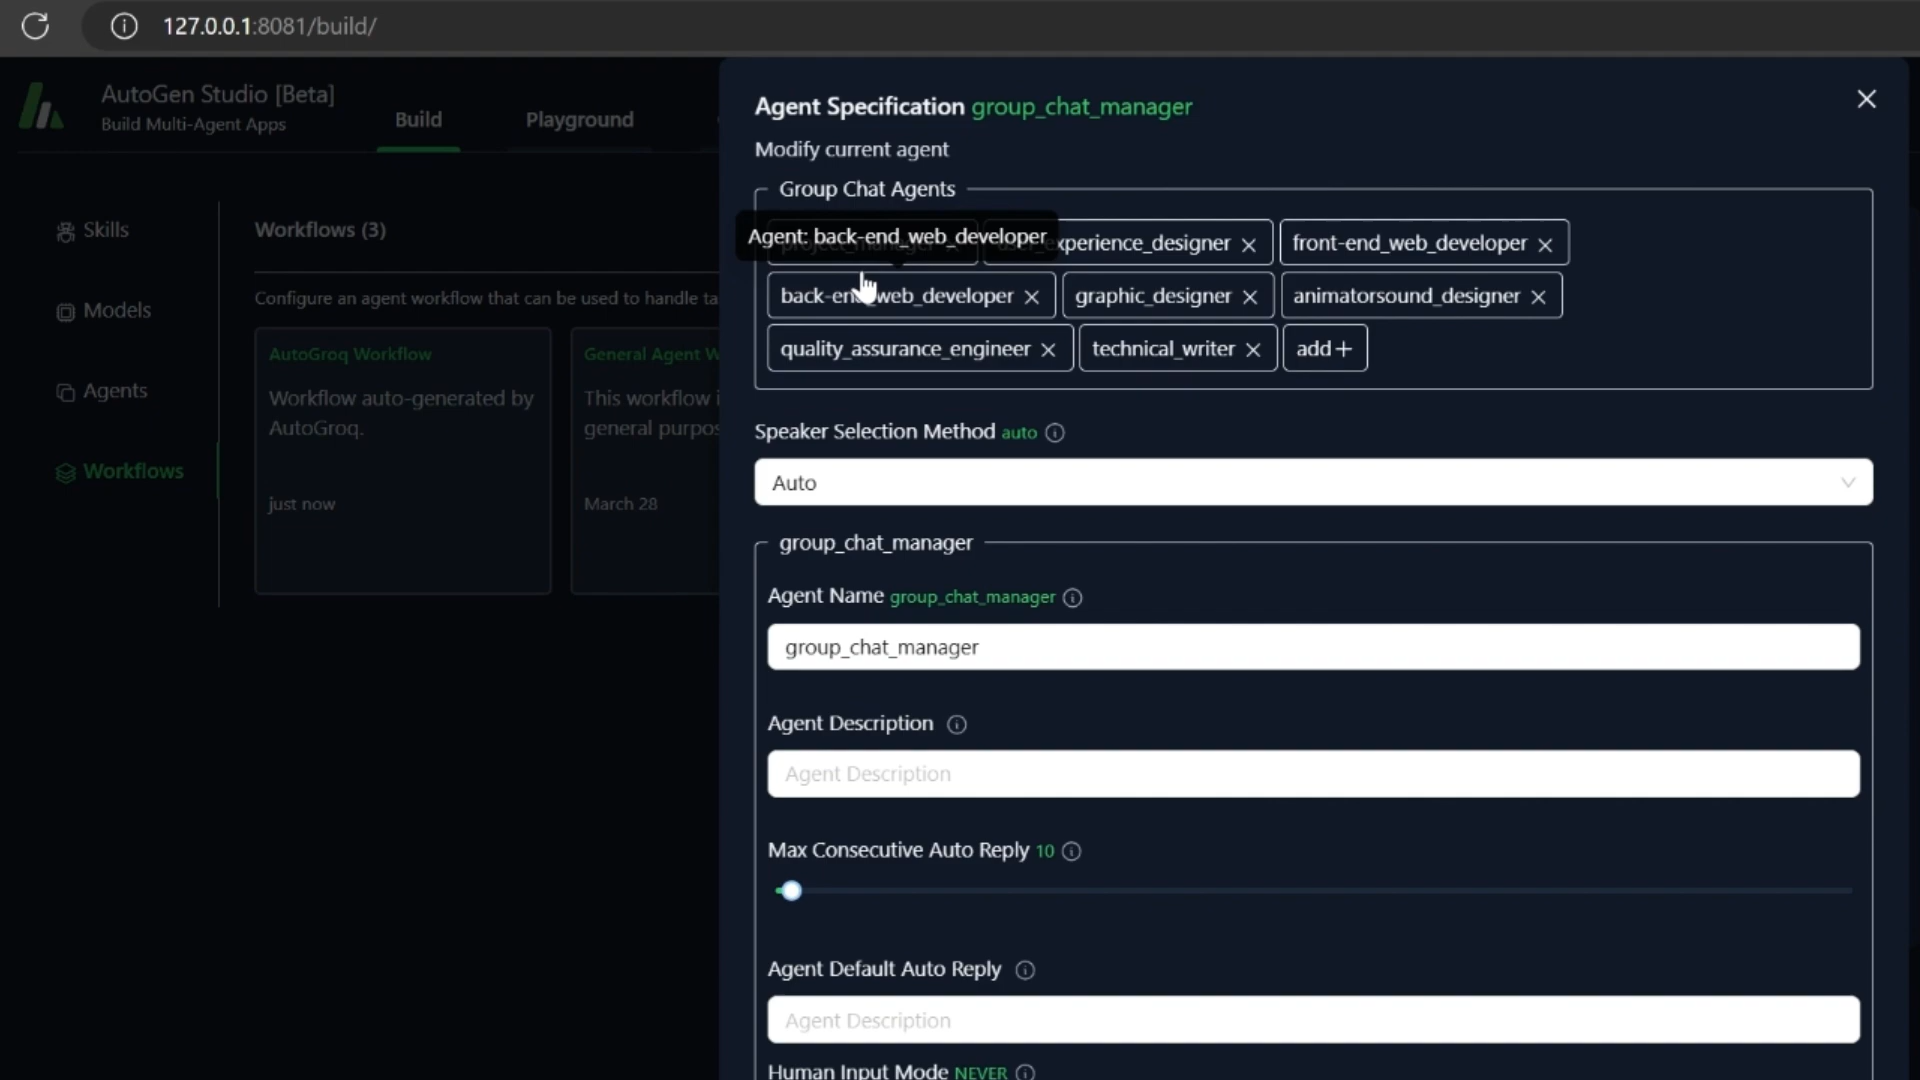 127.0.0.1:8081/build/
AutoGen Studio [Beta]
Build Multi-Agent Apps
Build
Playground
Skills
Models
Agents
Workflows
Workflows (3)
Configure an agent workflow that can be used to handle ta
AutoGroq Workflow
Workflow auto-generated by
AutoGroq.
just now
General Agent W
This workflow i
general purpos
March 28
Agent Specification group_chat_manager
Modify current agent
Group Chat Agents
Agent: back-end_web_developer
xperience_designer
front-end_web_developer
back-end_web_developer
graphic_designer
animatorsound_designer
quality_assurance_engineer
technical_writer
add+
Speaker Selection Method auto
Auto
group_chat_manager
Agent Name group_chat_manager
group_chat_manager
Agent Description
Agent Description
Max Consecutive Auto Reply 10
Agent Default Auto Reply
Agent Description
Human Input Mode NEVER